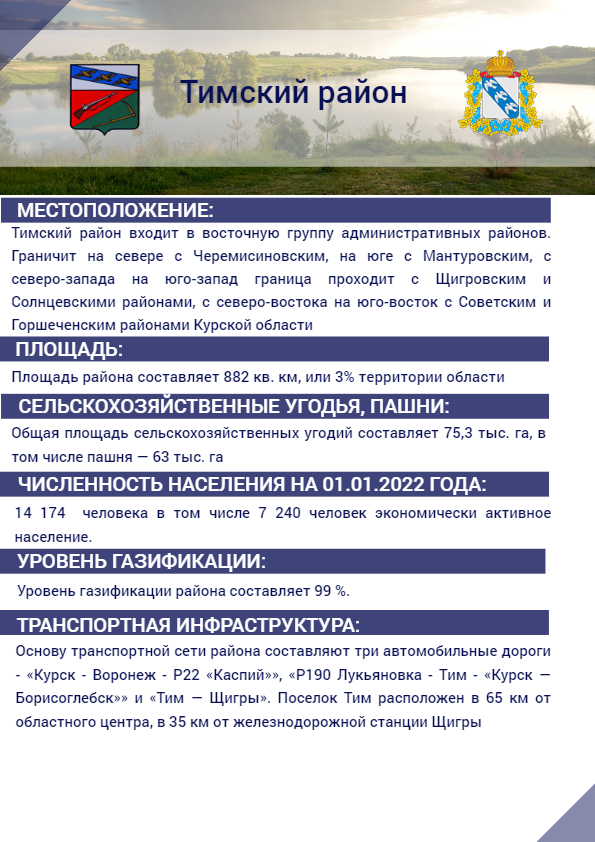 Тимский район
МЕСТОПОЛОЖЕНИЕ:
Тимский район входит в восточную группу административных районов.
Граничит на севере с Черемисиновским, на юге с Мантуровским, с
северо-запада на юго-запад граница проходит с Щигровским и
Солнцевскими районами, с северо-востока на юго-восток с Советским и
Горшеченским районами Курской области
ПЛОЩАДЬ:
Площадь района составляет 882 кв. км, или 3% территории области
СЕЛЬСКОХОЗЯЙСТВЕННЫЕ УГОДЬЯ, ПАШНИ:
Общая площадь сельскохозяйственных угодий составляет 75,3 тыс. га, в
том числе пашня — 63 тыс. га
ЧИСЛЕННОСТЬ НАСЕЛЕНИЯ НА 01.01.2022 ГОДА:
14 174 человека в том числе 7 240 человек экономически активное
население.
УРОВЕНЬ ГАЗИФИКАЦИИ:
Уровень газификации района составляет 99 %.
ТРАНСПОРТНАЯ ИНФРАСТРУКТУРА:
Основу транспортной сети района составляют три автомобильные дороги
- «Курск - Воронеж - Р22 «Каспий»», «Р190 Лукьяновка - Тим - «Курск —
Борисоглебск»» и «Тим — Щигры». Поселок Тим расположен в 65 км от
областного центра, в 35 км от железнодорожной станции Щигры